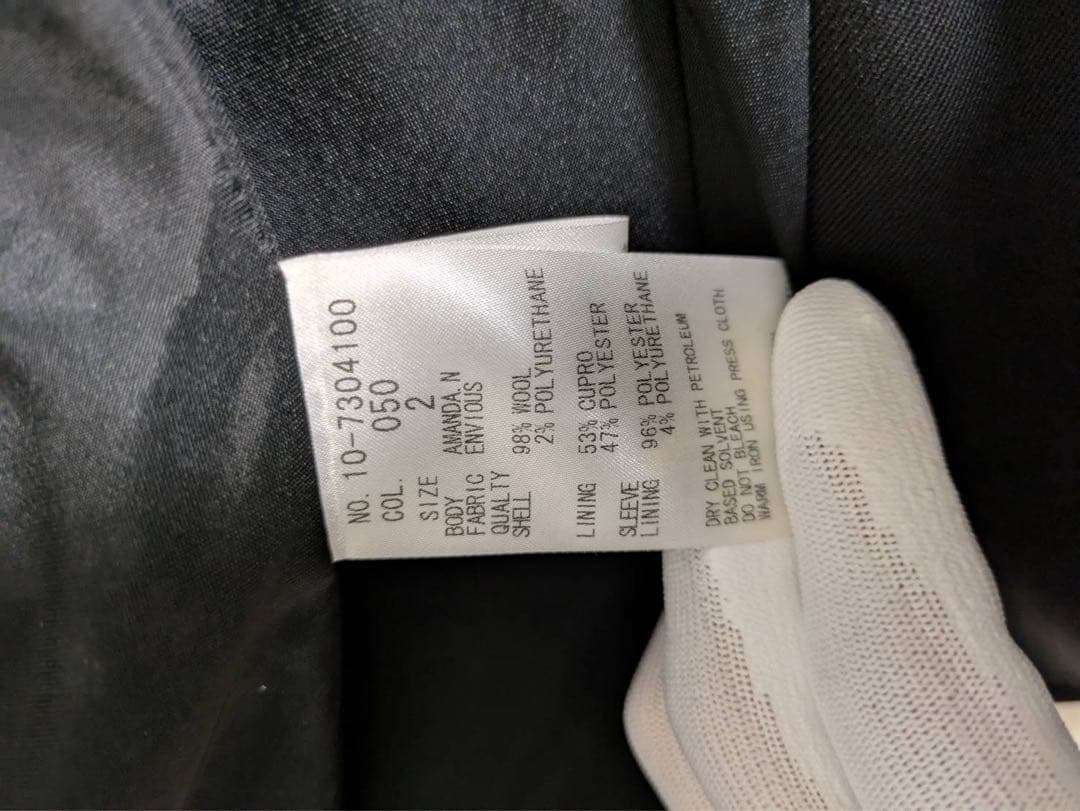 NO. 10-7304100
COL. 050
SIZE 2
BODY AMANDA.N
FABRIC ENVIOUS
QUALTY
SHELL 98% WOOL
2% POLYURETHANE
LINING 53% CUPRO
47% POLYESTER
SLEEVE 96% POLYESTER
LINING 4% POLYURETHANE
DRY CLEAN WITH PETROLEUM
BASED SOLVENT
DO NOT BLEACH
WARM IRON USING PRESS CLOTH